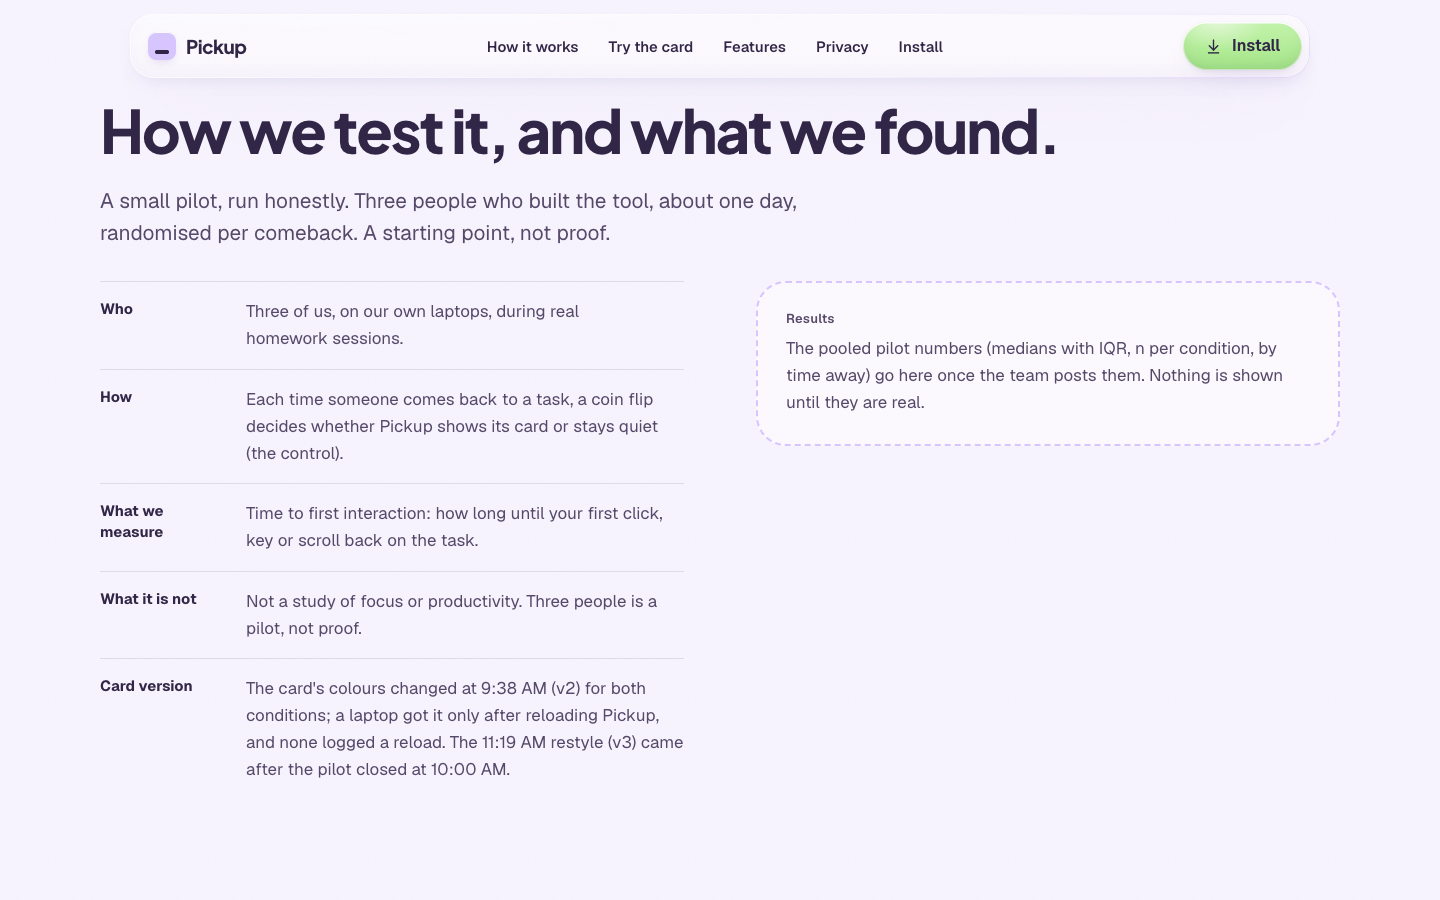 Pickup
How it works
Try the card
Features
Privacy
Install
Install
How we test it, and what we found.
A small pilot, run honestly. Three people who built the tool, about one day,
randomised per comeback. A starting point, not proof.
Who
Three of us, on our own laptops, during real
homework sessions.
How
Each time someone comes back to a task, a coin flip
decides whether Pickup shows its card or stays quiet
(the control).
What we
measure
Time to first interaction: how long until your first click,
key or scroll back on the task.
What it is not
Not a study of focus or productivity. Three people is a
pilot, not proof.
Card version
The card's colours changed at 9:38 AM (v2) for both
conditions; a laptop got it only after reloading Pickup,
and none logged a reload. The 11:19 AM restyle (v3) came
after the pilot closed at 10:00 AM.
Results
The pooled pilot numbers (medians with IQR, n per condition, by
time away) go here once the team posts them. Nothing is shown
until they are real.